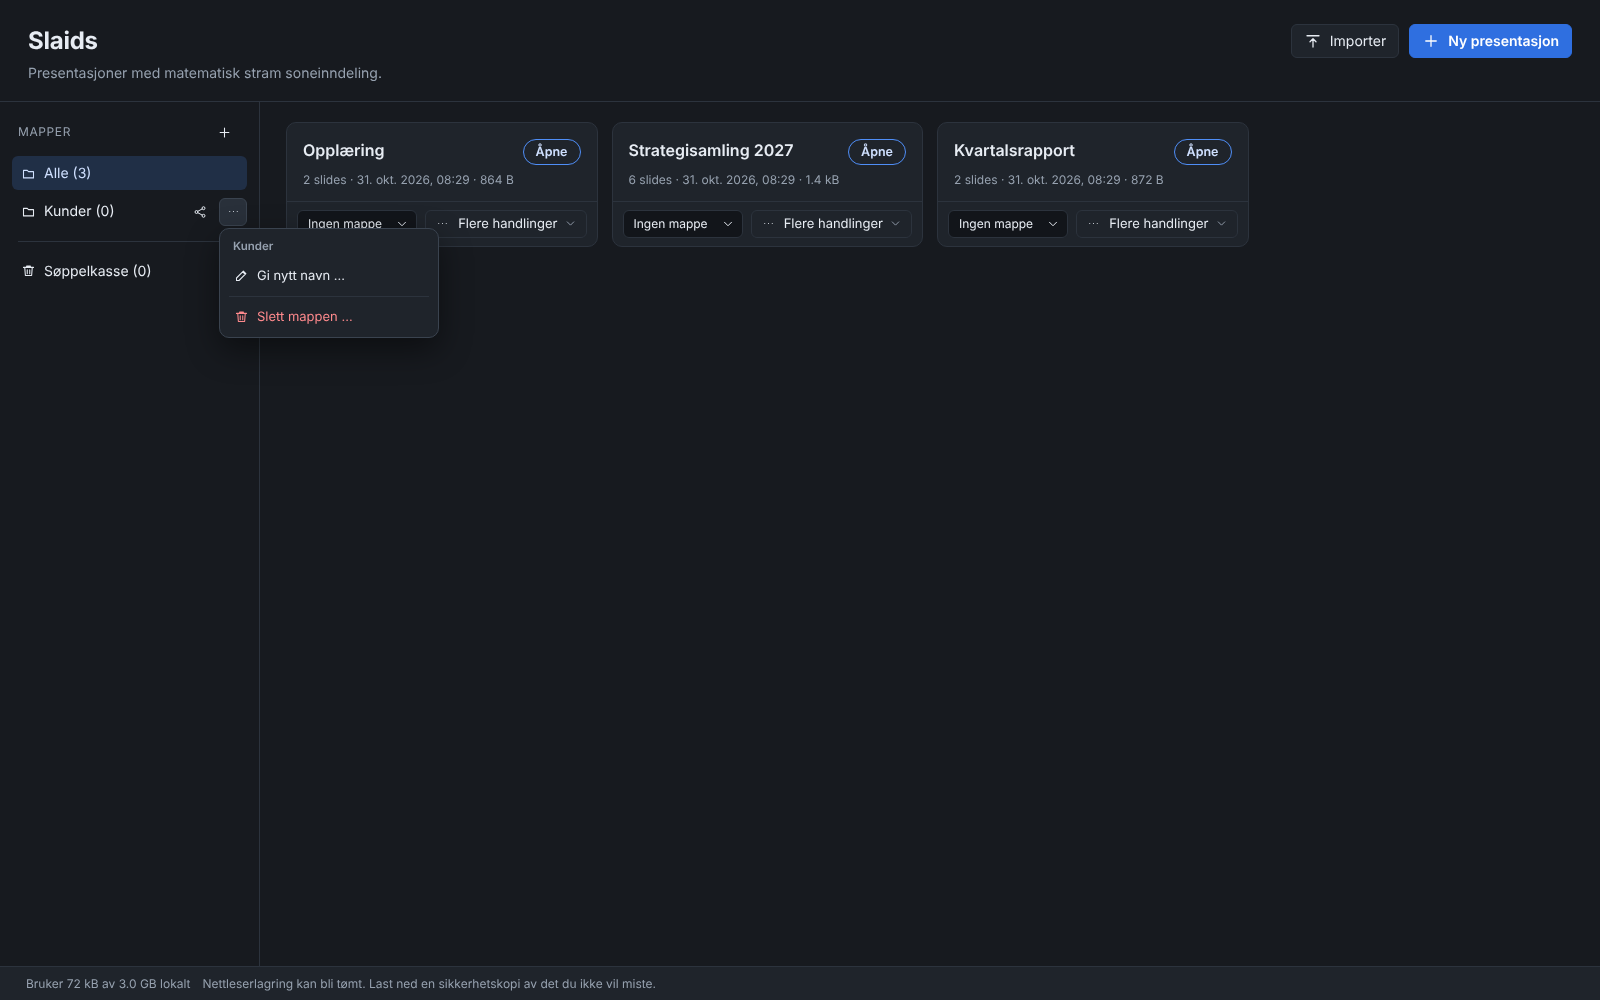 Slaids
Presentasjoner med matematisk stram soneinndeling.
Importer
Ny presentasjon
MAPPER
Alle (3)
Kunder (0)
Søppelkasse (0)
Kunder
Gi nytt navn ...
Slett mappen ...
Opplæring
Åpne
2 slides · 31. okt. 2026, 08:29 · 864 B
Ingen mappe
Flere handlinger
Strategisamling 2027
Åpne
6 slides · 31. okt. 2026, 08:29 · 1.4 kB
Ingen mappe
Flere handlinger
Kvartalsrapport
Åpne
2 slides · 31. okt. 2026, 08:29 · 872 B
Ingen mappe
Flere handlinger
Bruker 72 kB av 3.0 GB lokalt Nettleserlagring kan bli tømt. Last ned en sikkerhetskopi av det du ikke vil miste.